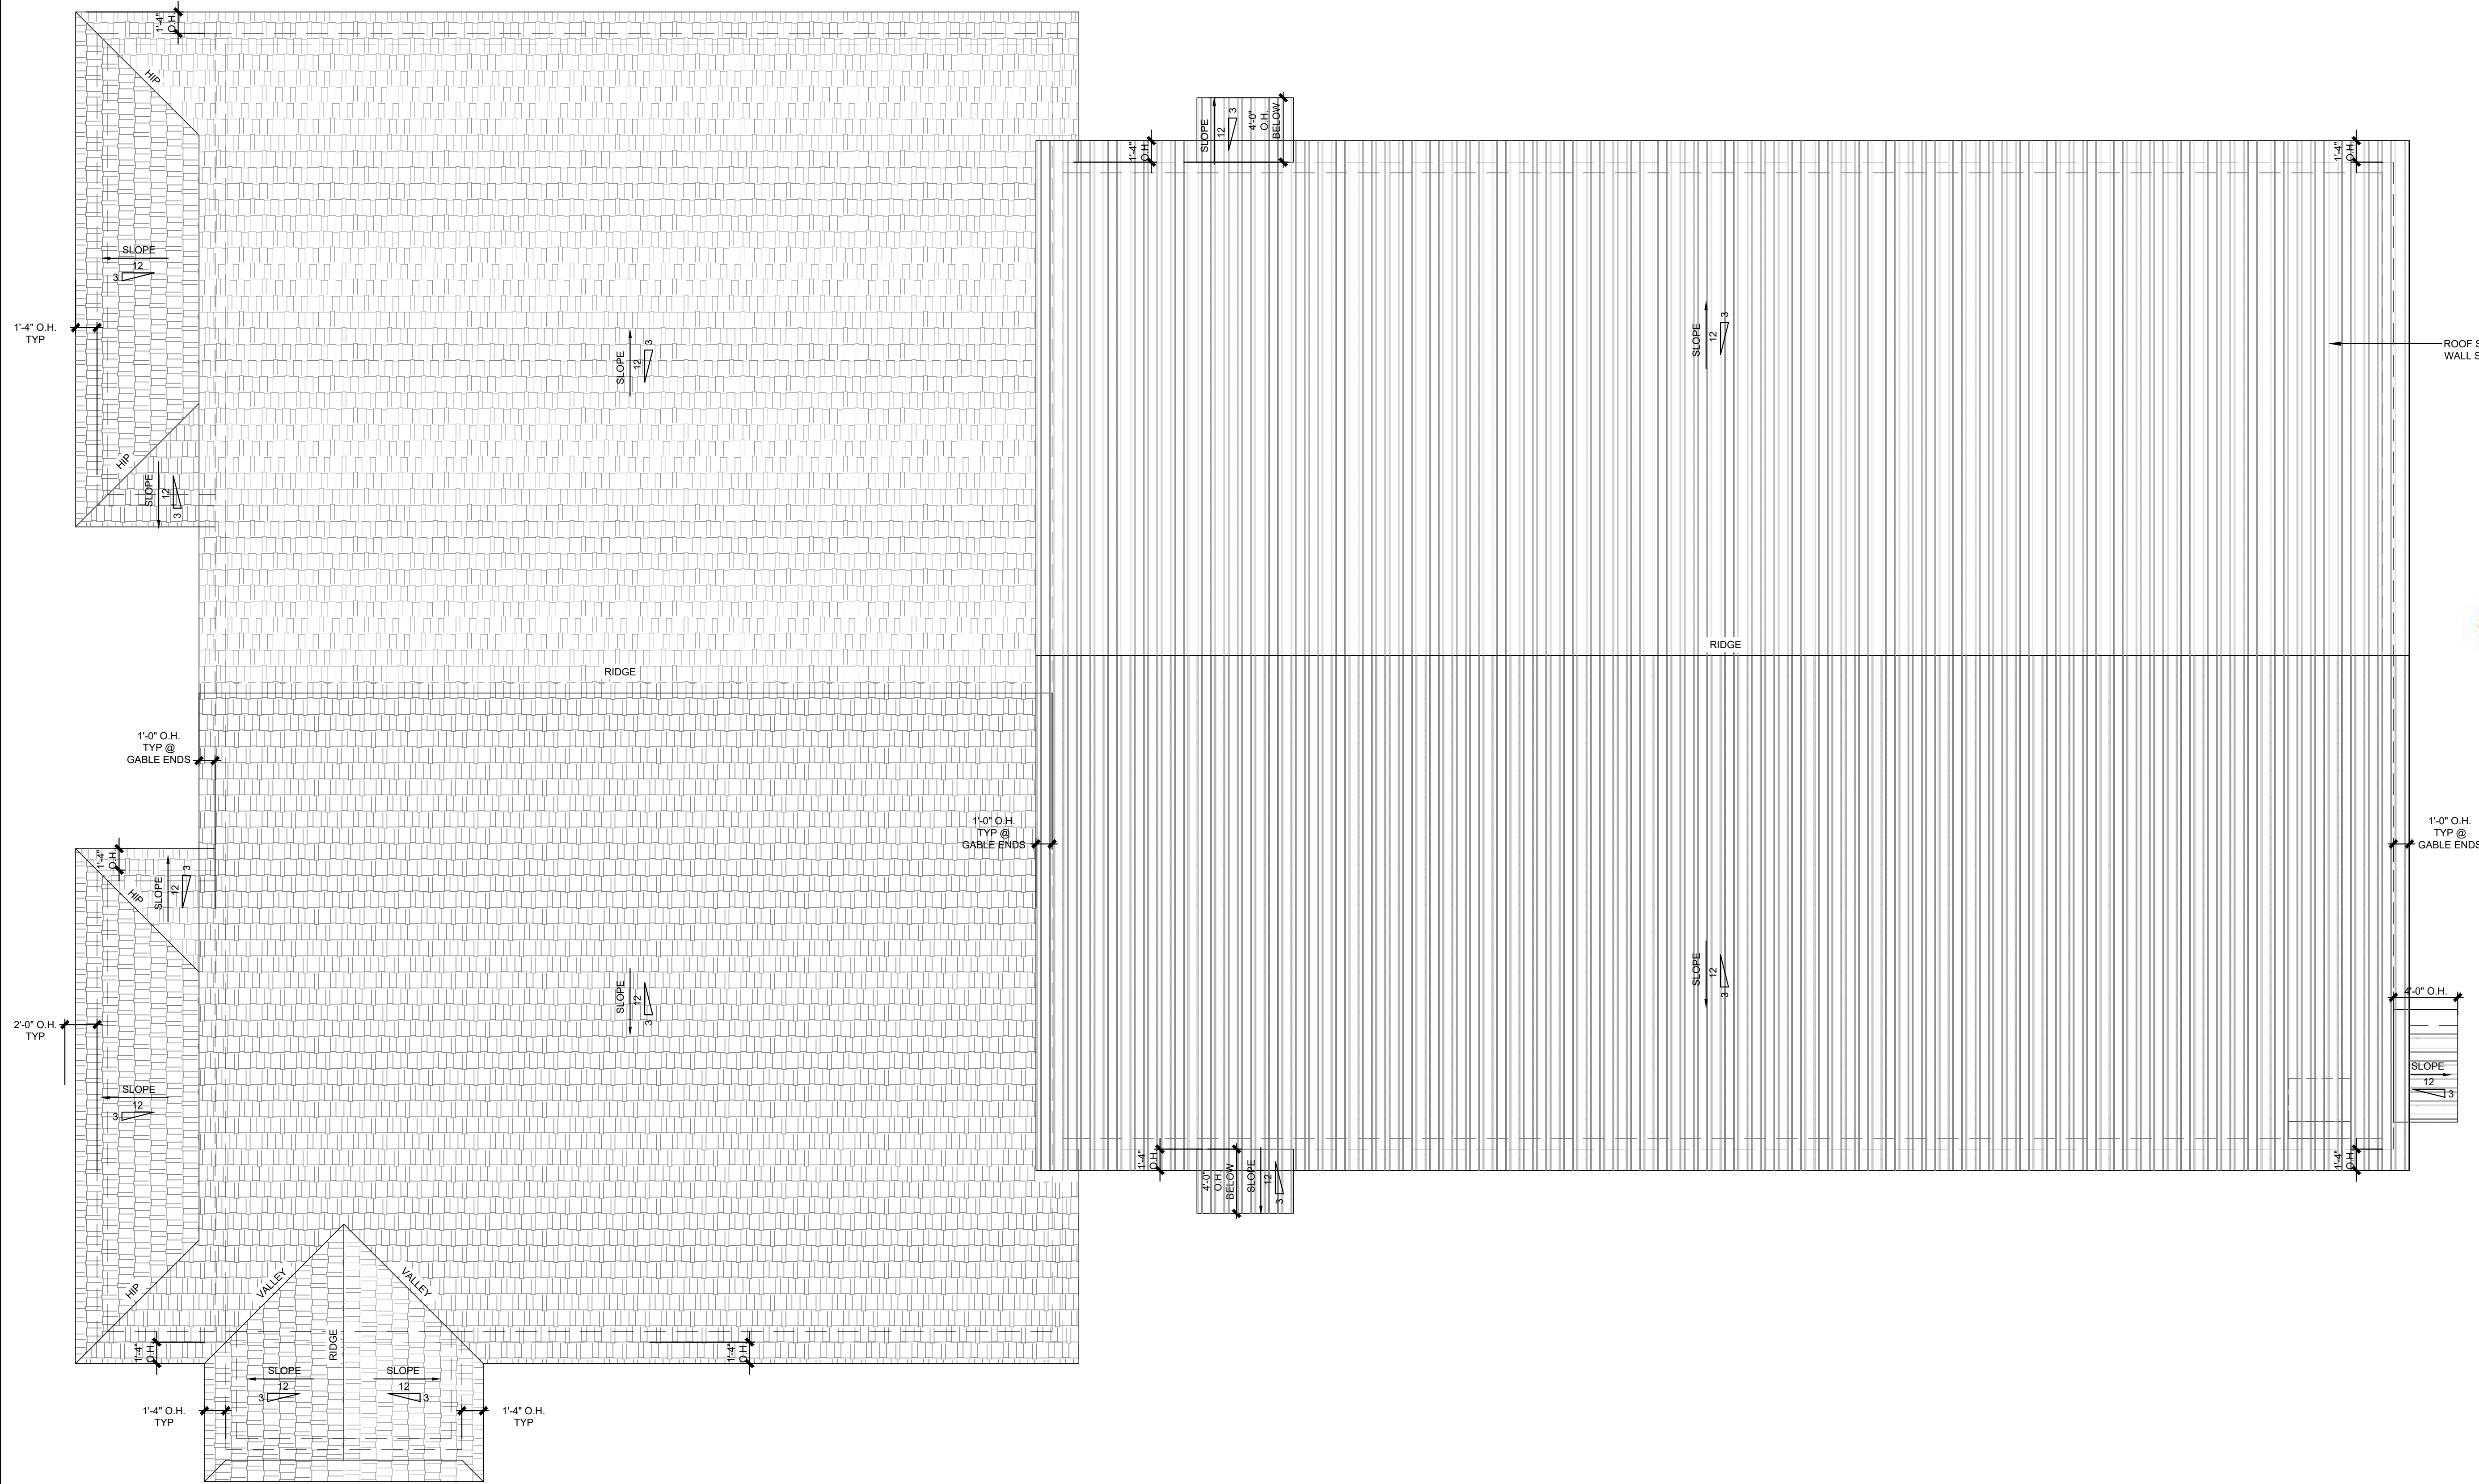 1'-4"
O.H.
HIP
SLOPE
12
3
4'-0"
O.H.
BELOW
1'-4"
O.H.
1'-4"
O.H.
SLOPE
12
3
1'-4" O.H.
TYP
SLOPE
12
3
SLOPE
12
3
ROOF S
WALL S
HIP
SLOPE
12
3
RIDGE
RIDGE
1'-0" O.H.
TYP @
GABLE ENDS
1'-0" O.H.
TYP @
GABLE ENDS
1'-0" O.H.
TYP @
GABLE ENDS
1'-4"
O.H.
SLOPE
12
3
HIP
SLOPE
12
3
SLOPE
12
3
4'-0" O.H.
2'-0" O.H.
TYP
SLOPE
12
3
SLOPE
12
3
1'-4"
O.H.
4'-0"
O.H.
BELOW
SLOPE
12
3
1'-4"
O.H.
HIP
VALLEY
VALLEY
1'-4"
O.H.
RIDGE
1'-4"
O.H.
SLOPE
12
3
SLOPE
12
3
1'-4" O.H.
TYP
1'-4" O.H.
TYP